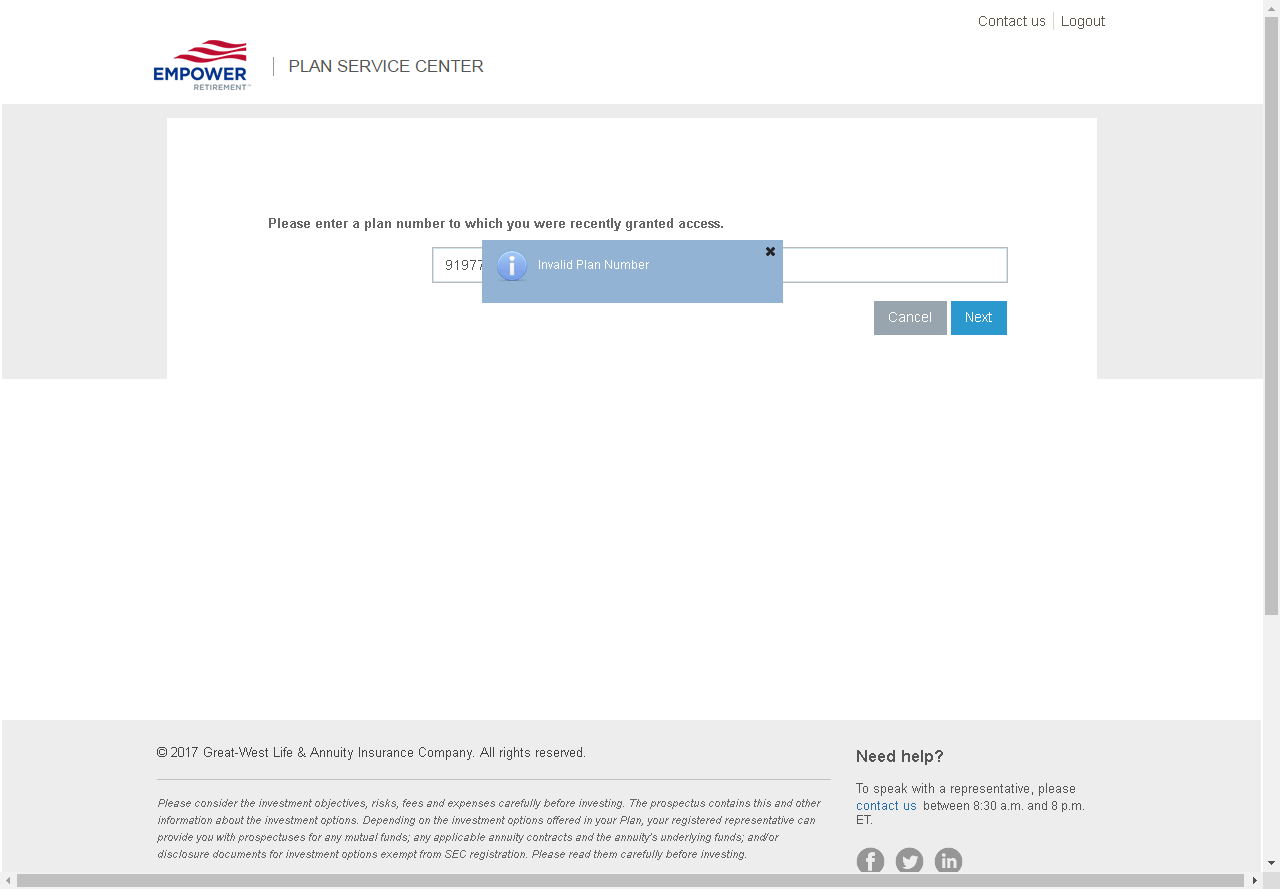 Contact us
Logout
EMPOWER
RETIREMENT™
PLAN SERVICE CENTER
Please enter a plan number to which you were recently granted access.
91977
Invalid Plan Number
Cancel
Next
© 2017 Great-West Life & Annuity Insurance Company. All rights reserved.
Please consider the investment objectives, risks, fees and expenses carefully before investing. The prospectus contains this and other
information about the investment options. Depending on the investment options offered in your Plan, your registered representative can
provide you with prospectuses for any mutual funds; any applicable annuity contracts and the annuity's underlying funds; and/or
disclosure documents for investment options exempt from SEC registration. Please read them carefully before investing.
Need help?
To speak with a representative, please
contact us between 8:30 a.m. and 8 p.m.
ET.